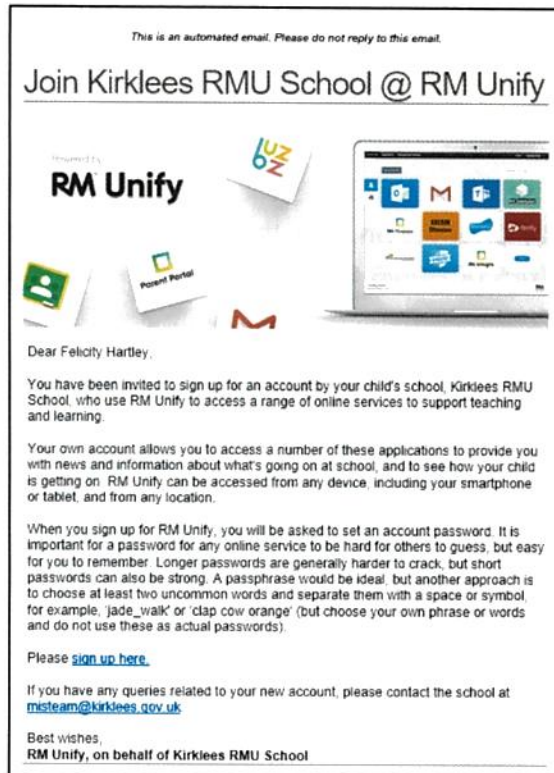 This is an automated email. Please do not reply to this email.
Join Kirklees RMU School @ RM Unify
Powered by
RM Unify
buzz
Parent Portal
Dear Felicity Hartley,
You have been invited to sign up for an account by your child's school, Kirklees RMU
School, who use RM Unify to access a range of online services to support teaching
and learning.
Your own account allows you to access a number of these applications to provide you
with news and information about what's going on at school, and to see how your child
is getting on. RM Unify can be accessed from any device, including your smartphone
or tablet, and from any location.
When you sign up for RM Unify, you will be asked to set an account password. It is
important for a password for any online service to be hard for others to guess, but easy
for you to remember. Longer passwords are generally harder to crack, but short
passwords can also be strong. A passphrase would be ideal, but another approach is
to choose at least two uncommon words and separate them with a space or symbol,
for example, 'jade_walk' or 'clap cow orange' (but choose your own phrase or words
and do not use these as actual passwords).
Please sign up here.
If you have any queries related to your new account, please contact the school at
misteam@kirklees.gov.uk
Best wishes,
RM Unify, on behalf of Kirklees RMU School